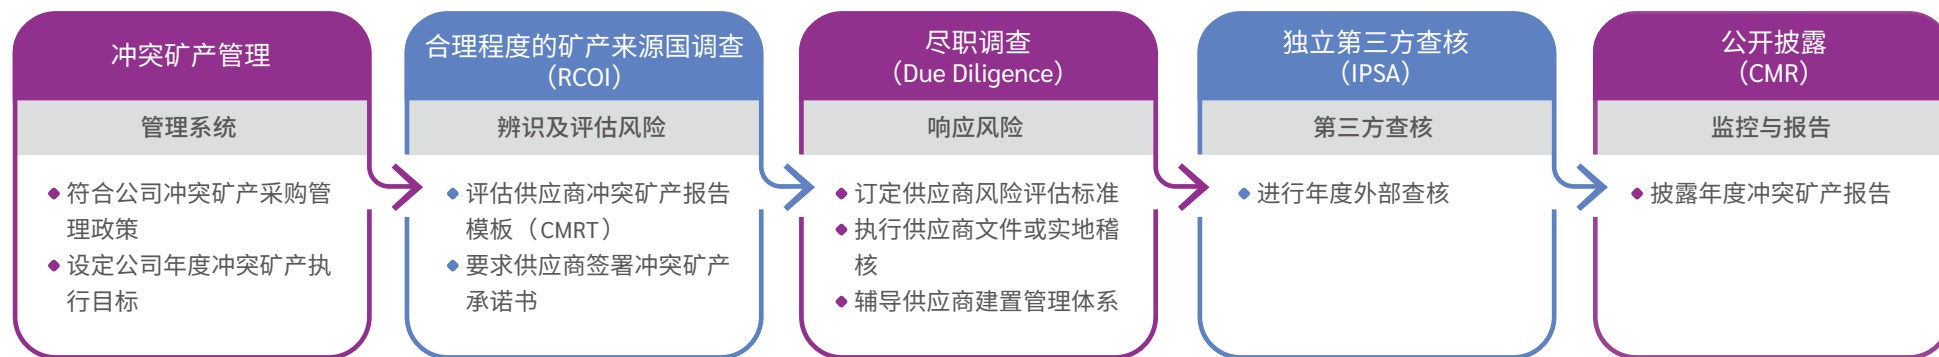 冲突矿产管理
管理系统
符合公司冲突矿产采购管
理政策
设定公司年度冲突矿产执
行目标
合理程度的矿产来源国调查
（RCOI）
辨识及评估风险
评估供应商冲突矿产报告
模板（CMRT）
要求供应商签署冲突矿产
承诺书
尽职调查
（Due Diligence）
响应风险
订定供应商风险评估标准
执行供应商文件或实地稽
核
辅导供应商建置管理体系
独立第三方查核
（IPSA）
第三方查核
进行年度外部查核
公开披露
（CMR）
监控与报告
披露年度冲突矿产报告